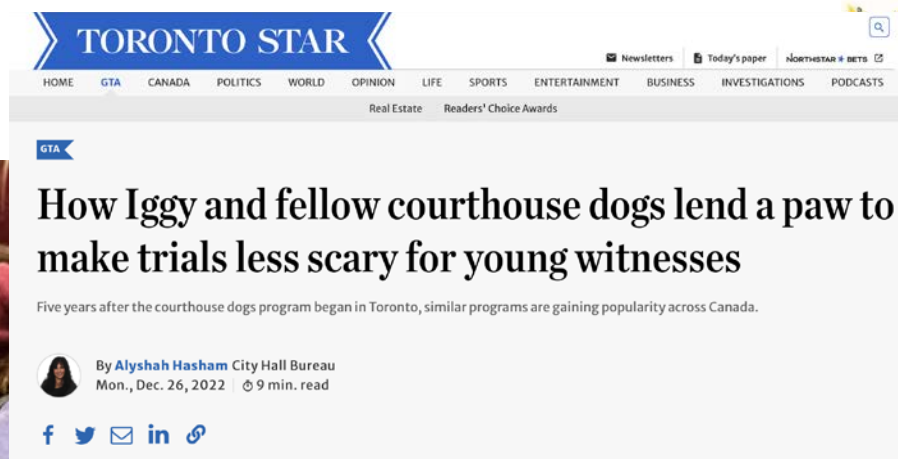 TORONTO STAR
Newsletters Today's paper NORTHSTAR BETS
HOME GTA CANADA POLITICS WORLD OPINION LIFE SPORTS ENTERTAINMENT BUSINESS INVESTIGATIONS PODCASTS
Real Estate Readers' Choice Awards
GTA
How Iggy and fellow courthouse dogs lend a paw to
make trials less scary for young witnesses
Five years after the courthouse dogs program began in Toronto, similar programs are gaining popularity across Canada.
By Alyshah Hasham City Hall Bureau
Mon., Dec. 26, 2022 9 min. read